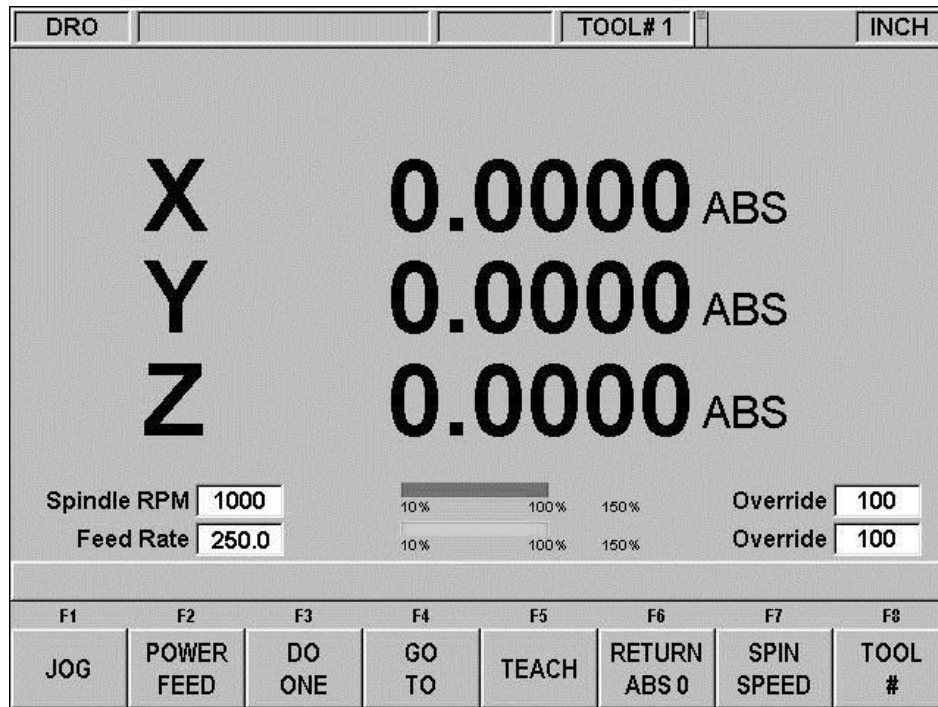 DRO TOOL# 1 INCH
X 0.0000 ABS
Y 0.0000 ABS
Z 0.0000 ABS
Spindle RPM 1000 10% 100% 150% Override 100
Feed Rate 250.0 10% 100% 150% Override 100
F1 F2 F3 F4 F5 F6 F7 F8
JOG POWER FEED DO ONE GO TO TEACH RETURN ABS 0 SPIN SPEED TOOL #